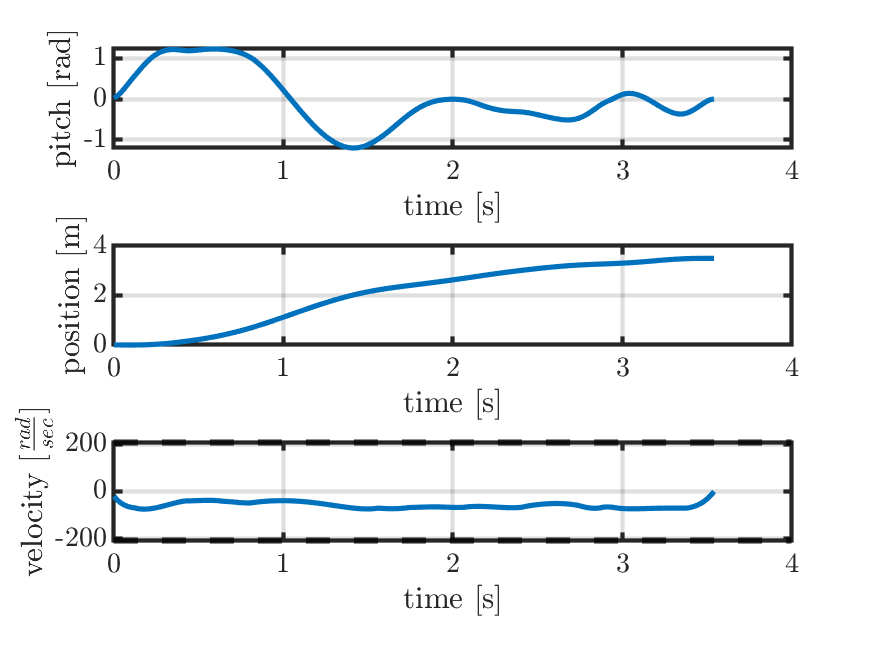 pitch [rad]
1
0
-1
0 1 2 3 4
time [s]
position [m]
4
2
0
0 1 2 3 4
time [s]
velocity [rad/sec]
200
0
-200
0 1 2 3 4
time [s]